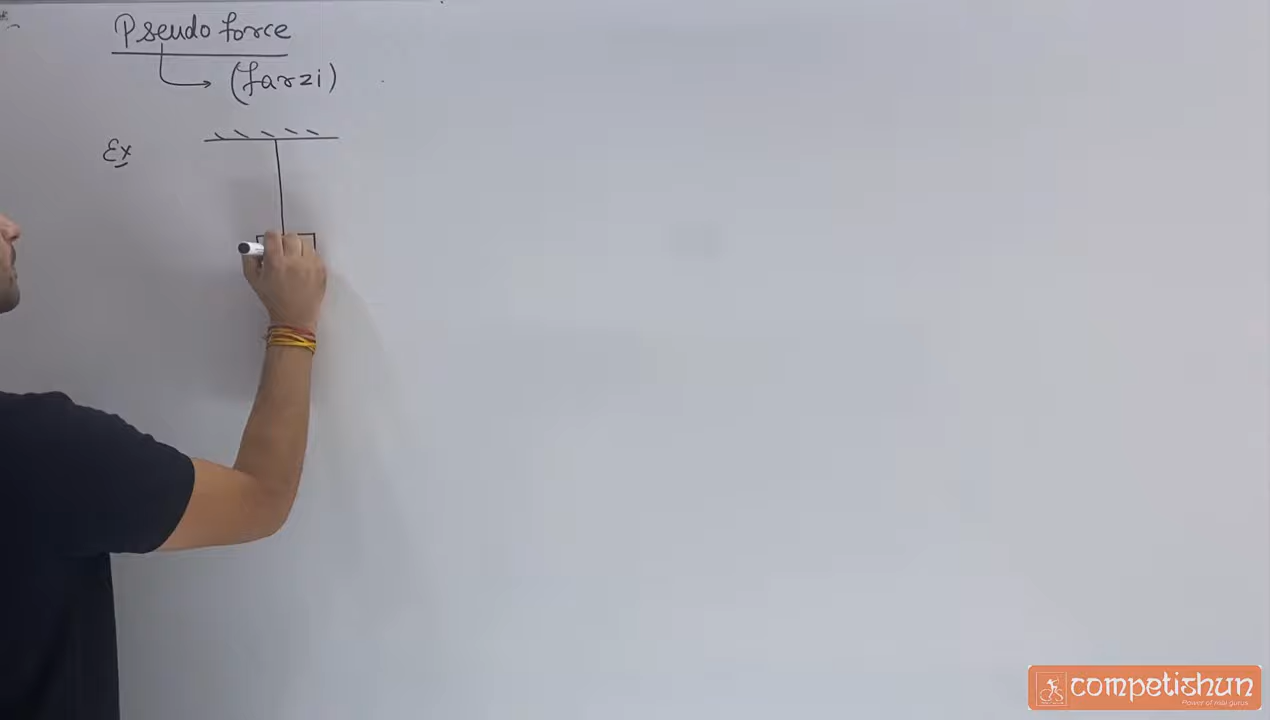 Pseudo force
(farzi)
Ex
competishun
Power of real gurus